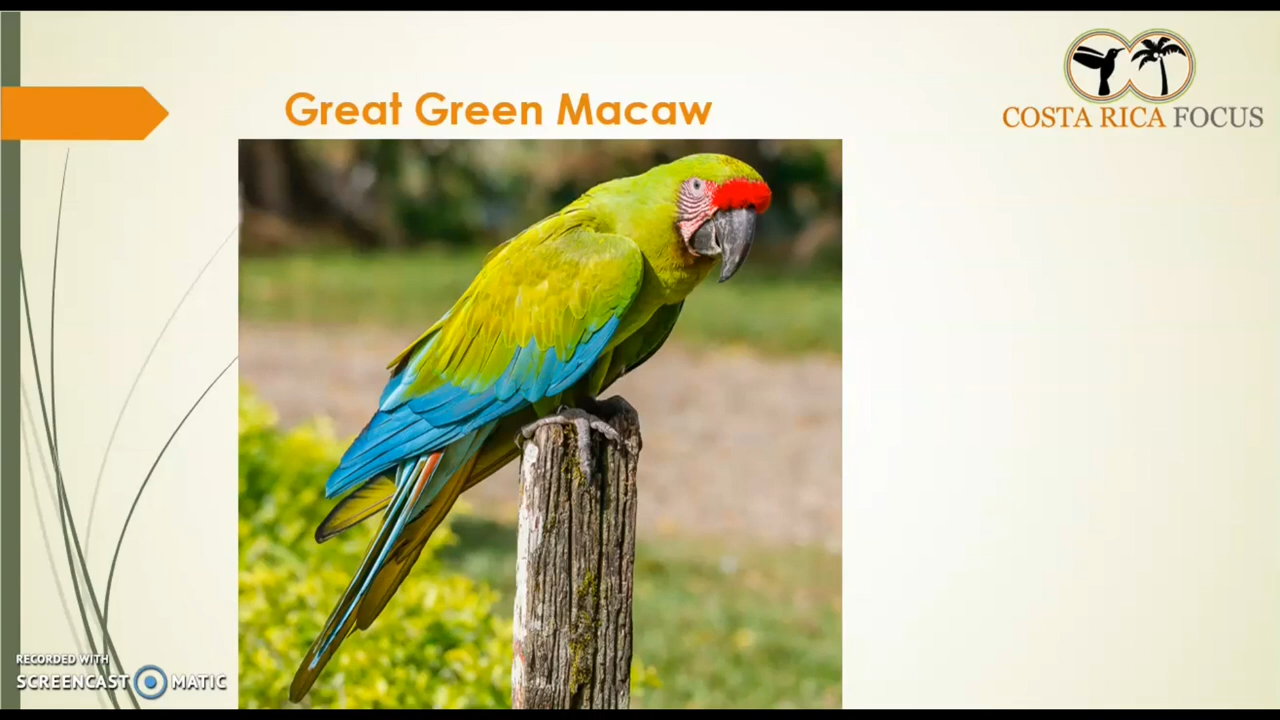 Great Green Macaw
COSTA RICA FOCUS
RECORDED WITH
SCREENCAST MATIC